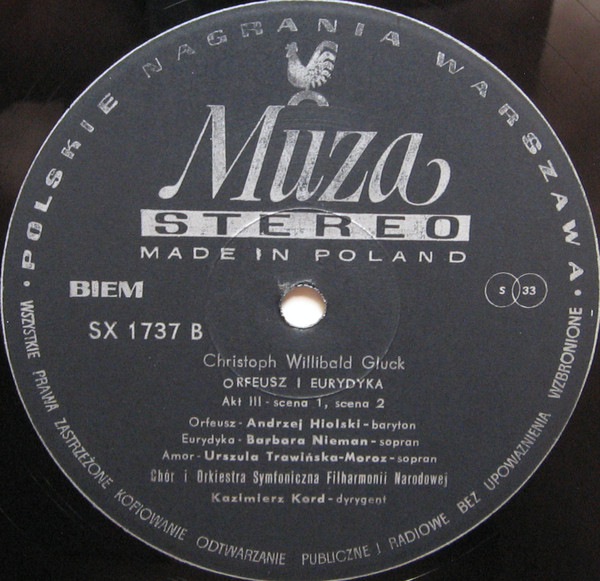 POLSKIE NAGRANIA WARSZAWA
Muza
STEREO
MADE IN POLAND
BIEM
S 33
SX 1737 B
Christoph Willibald Gluck
ORFEUSZ I EURYDYKA
Akt III - scena 1, scena 2
Orfeusz - Andrzej Hiolski - baryton
Eurydyka - Barbara Nieman - sopran
Amor - Urszula Trawińska-Moroz - sopran
Chór i Orkiestra Symfoniczna Filharmonii Narodowej
Kazimierz Kord - dyrygent
• WSZYSTKIE PRAWA ZASTRZEŻONE KOPIOWANIE ODTWARZANIE PUBLICZNE I RADIOWE BEZ UPOWAŻNIENIA WZBRONIONE •